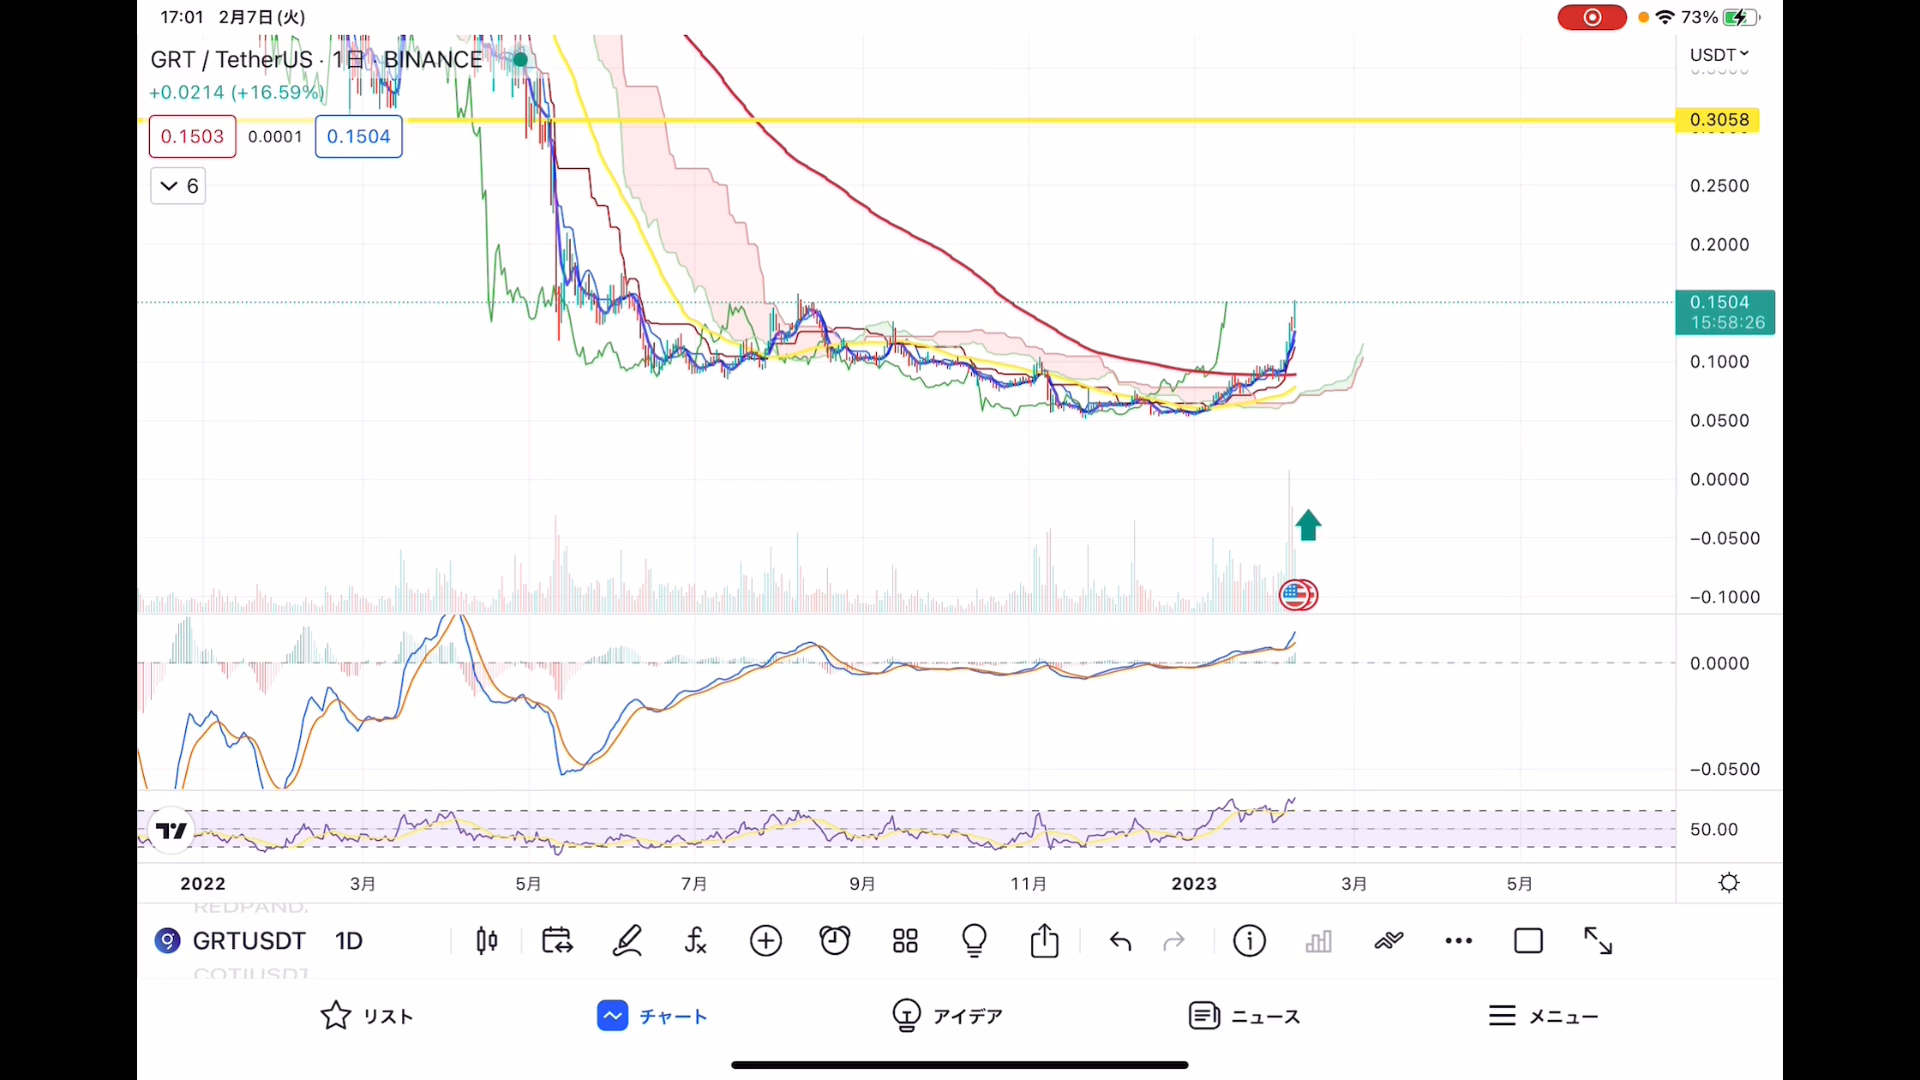 17:01 2月7日(火)
73%
GRT / TetherUS · 1日 · BINANCE
USDT
+0.0214 (+16.59%)
0.3058
0.1503 0.0001 0.1504
6
0.2500
0.2000
0.1504
15:58:26
0.1000
0.0500
0.0000
−0.0500
−0.1000
0.0000
−0.0500
50.00
2022 3月 5月 7月 9月 11月 2023 3月 5月
REDPAND.
GRTUSDT 1D
COTIUSDT
リスト チャート アイデア ニュース メニュー